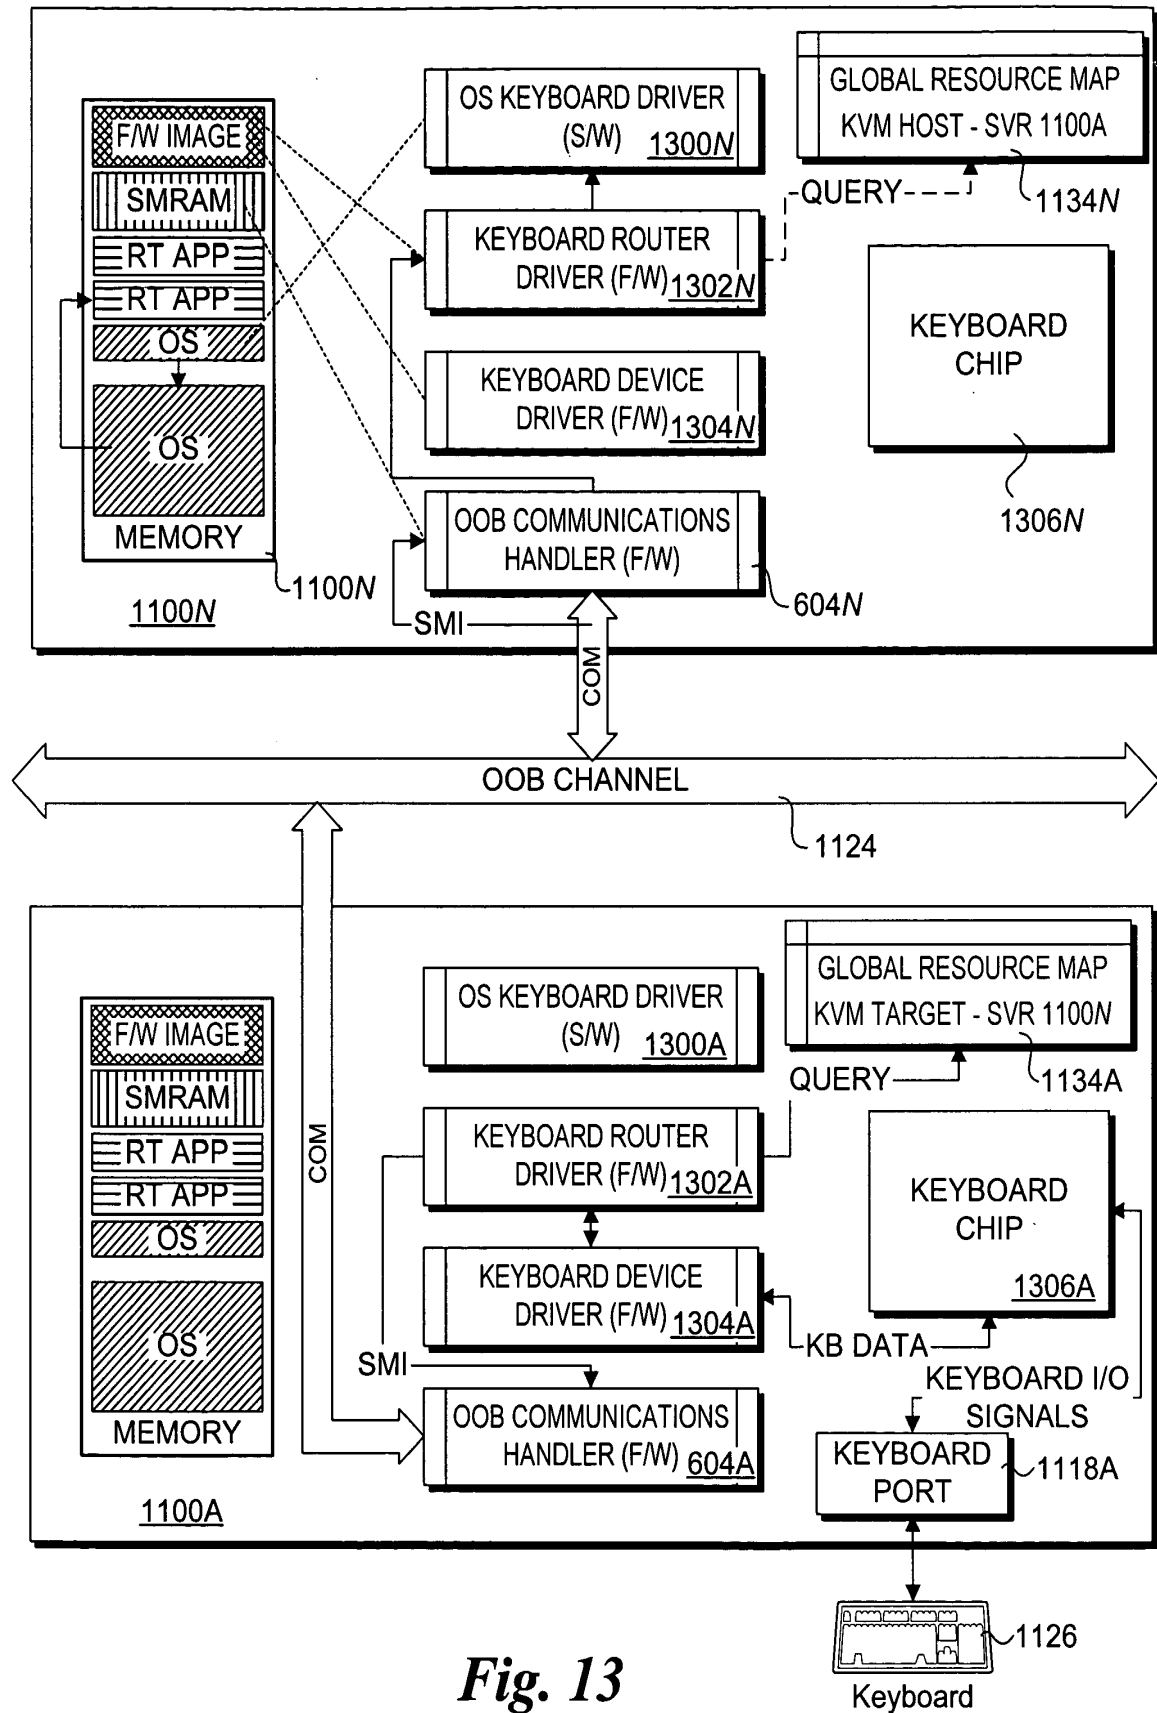 F/W IMAGE
SMRAM
RT APP
RT APP
OS
OS
MEMORY
1100N
1100N
OS KEYBOARD DRIVER
(S/W)
1300N
KEYBOARD ROUTER
DRIVER (F/W)
1302N
KEYBOARD DEVICE
DRIVER (F/W)
1304N
OOB COMMUNICATIONS
HANDLER (F/W)
604N
SMI
COM
GLOBAL RESOURCE MAP
KVM HOST - SVR 1100A
QUERY
1134N
KEYBOARD
CHIP
1306N
OOB CHANNEL
1124
COM
F/W IMAGE
SMRAM
RT APP
RT APP
OS
OS
MEMORY
1100A
OS KEYBOARD DRIVER
(S/W)
1300A
KEYBOARD ROUTER
DRIVER (F/W)
1302A
KEYBOARD DEVICE
DRIVER (F/W)
1304A
SMI
OOB COMMUNICATIONS
HANDLER (F/W)
604A
GLOBAL RESOURCE MAP
KVM TARGET - SVR 1100N
QUERY
1134A
KEYBOARD
CHIP
1306A
KB DATA
KEYBOARD I/O
SIGNALS
KEYBOARD
PORT
1118A
1126
Keyboard
Fig. 13